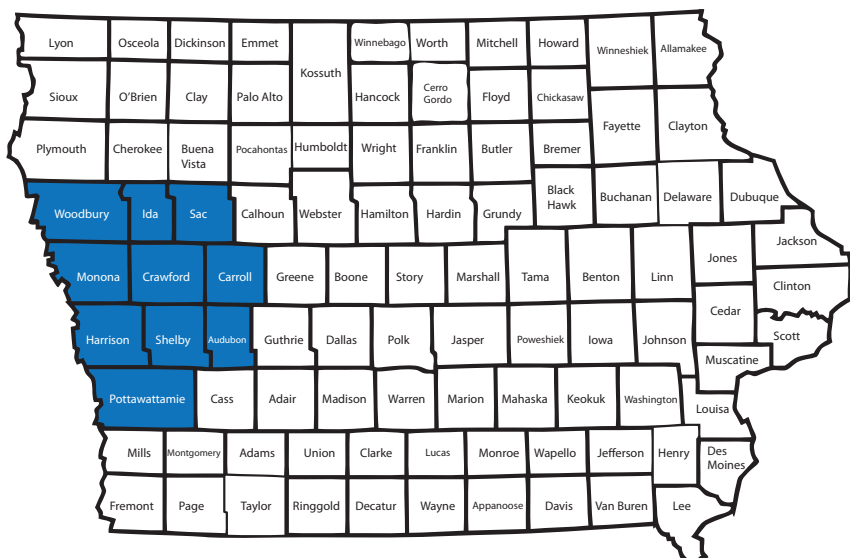 Lyon Osceola Dickinson Emmet Winnebago Worth Mitchell Howard Winneshiek Allamakee
Kossuth
Sioux O'Brien Clay Palo Alto Hancock Cerro Gordo Floyd Chickasaw
Fayette Clayton
Plymouth Cherokee Buena Vista Pocahontas Humboldt Wright Franklin Butler Bremer
Woodbury Ida Sac Calhoun Webster Hamilton Hardin Grundy Black Hawk Buchanan Delaware Dubuque
Monona Crawford Carroll Greene Boone Story Marshall Tama Benton Linn Jones Jackson
Clinton
Harrison Shelby Audubon Guthrie Dallas Polk Jasper Poweshiek Iowa Johnson Cedar Scott
Muscatine
Pottawattamie Cass Adair Madison Warren Marion Mahaska Keokuk Washington Louisa
Mills Montgomery Adams Union Clarke Lucas Monroe Wapello Jefferson Henry Des Moines
Fremont Page Taylor Ringgold Decatur Wayne Appanoose Davis Van Buren Lee